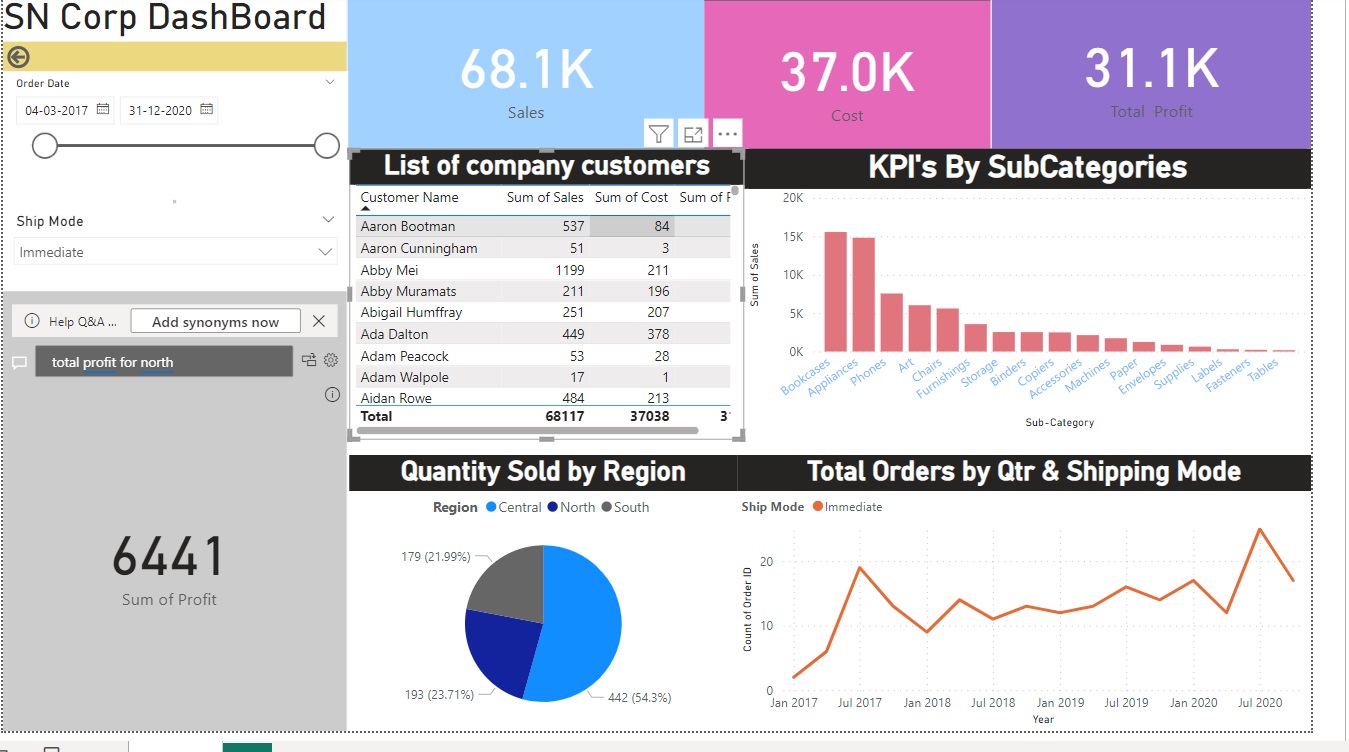 SN Corp DashBoard
Order Date
04-03-2017 31-12-2020
Ship Mode
Immediate
Help Q&A ... Add synonyms now
total profit for north
6441
Sum of Profit
68.1K
Sales
37.0K
Cost
31.1K
Total Profit
List of company customers
Customer Name Sum of Sales Sum of Cost Sum of
Aaron Bootman 537 84
Aaron Cunningham 51 3
Abby Mei 1199 211
Abby Muramats 211 196
Abigail Humffray 251 207
Ada Dalton 449 378
Adam Peacock 53 28
Adam Walpole 17 1
Aidan Rowe 484 213
Total 68117 37038
KPI's By SubCategories
Sum of Sales
20K
15K
10K
5K
0K
Bookcases Appliances Phones Art Chairs Furnishings Storage Binders Copiers Accessories Machines Paper Envelopes Supplies Labels Fasteners Tables
Sub-Category
Quantity Sold by Region
Region Central North South
179 (21.99%)
193 (23.71%)
442 (54.3%)
Total Orders by Qtr & Shipping Mode
Ship Mode Immediate
Count of Order ID
20
10
0
Jan 2017 Jul 2017 Jan 2018 Jul 2018 Jan 2019 Jul 2019 Jan 2020 Jul 2020
Year